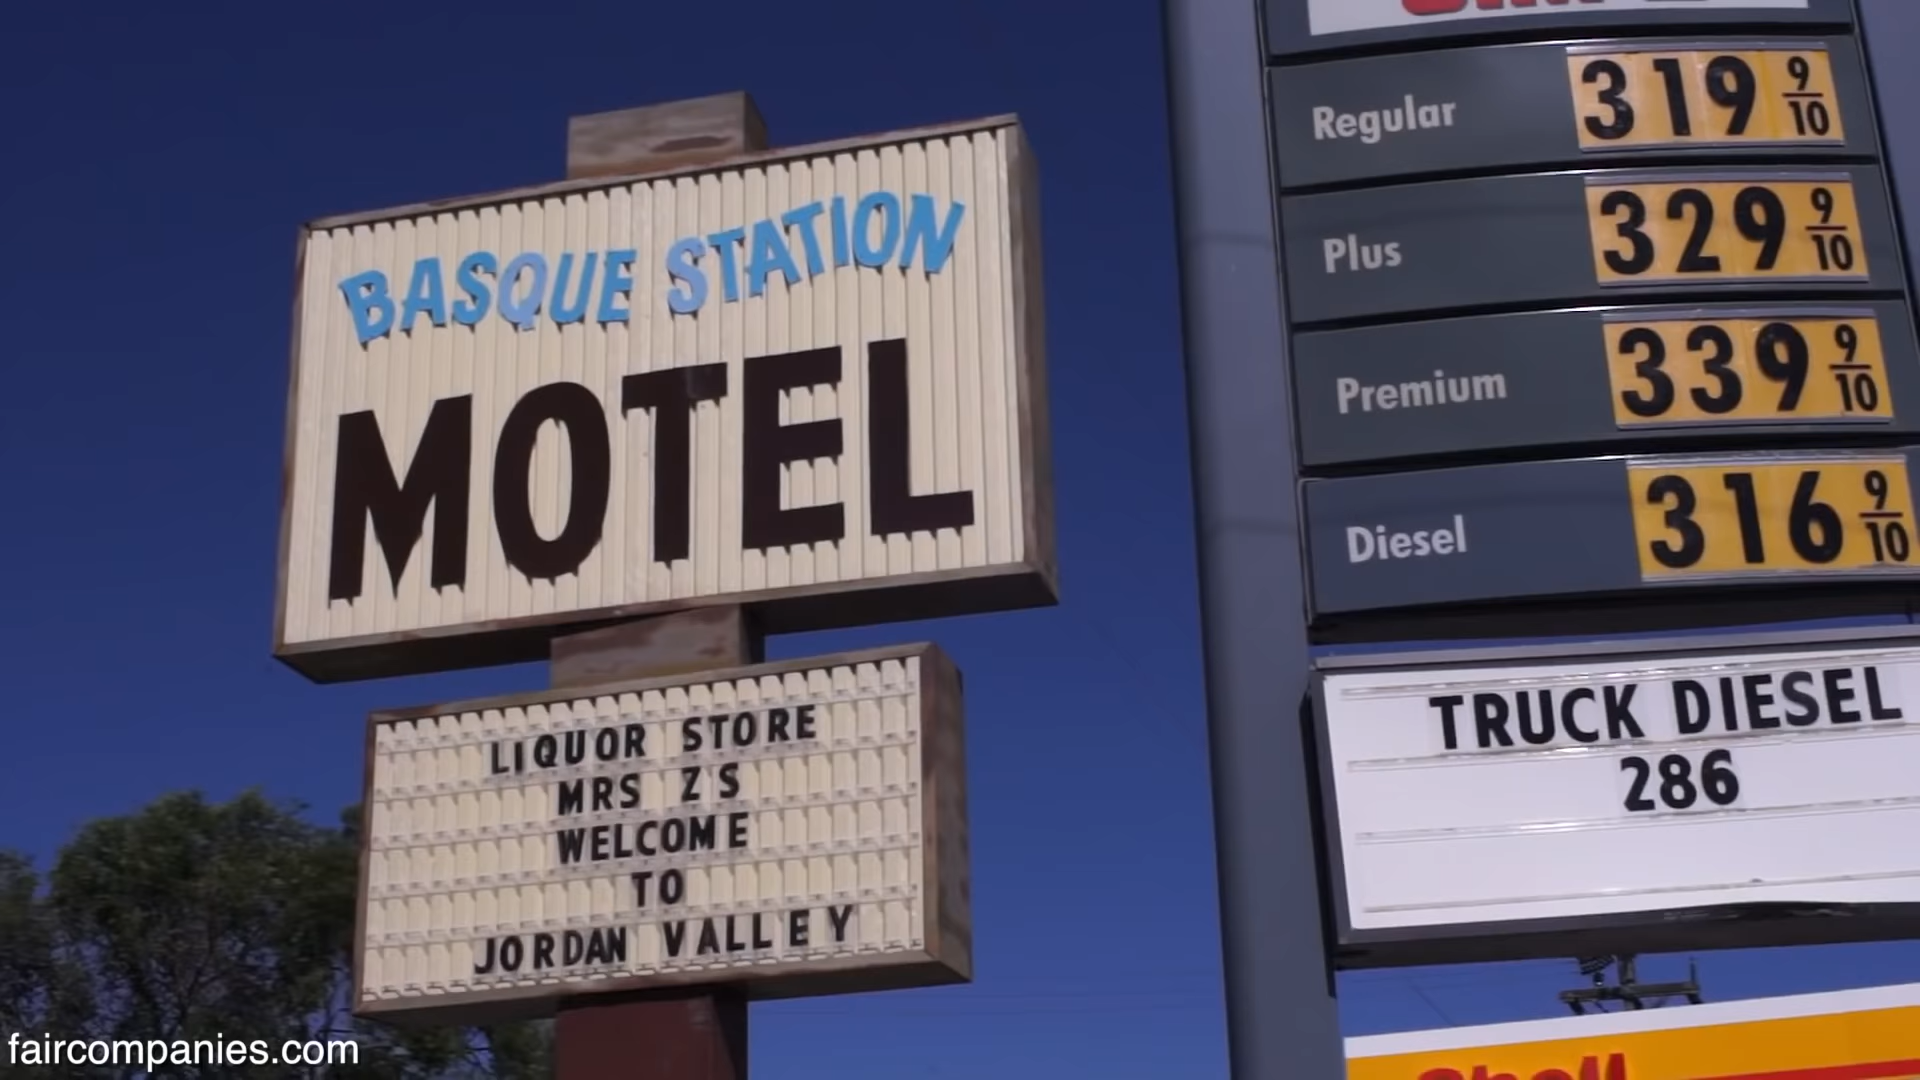 BASQUE STATION
MOTEL
LIQUOR STORE
MRS ZS
WELCOME
TO
JORDAN VALLEY
Regular 319 9/10
Plus 329 9/10
Premium 339 9/10
Diesel 316 9/10
TRUCK DIESEL
286
Shell
faircompanies.com